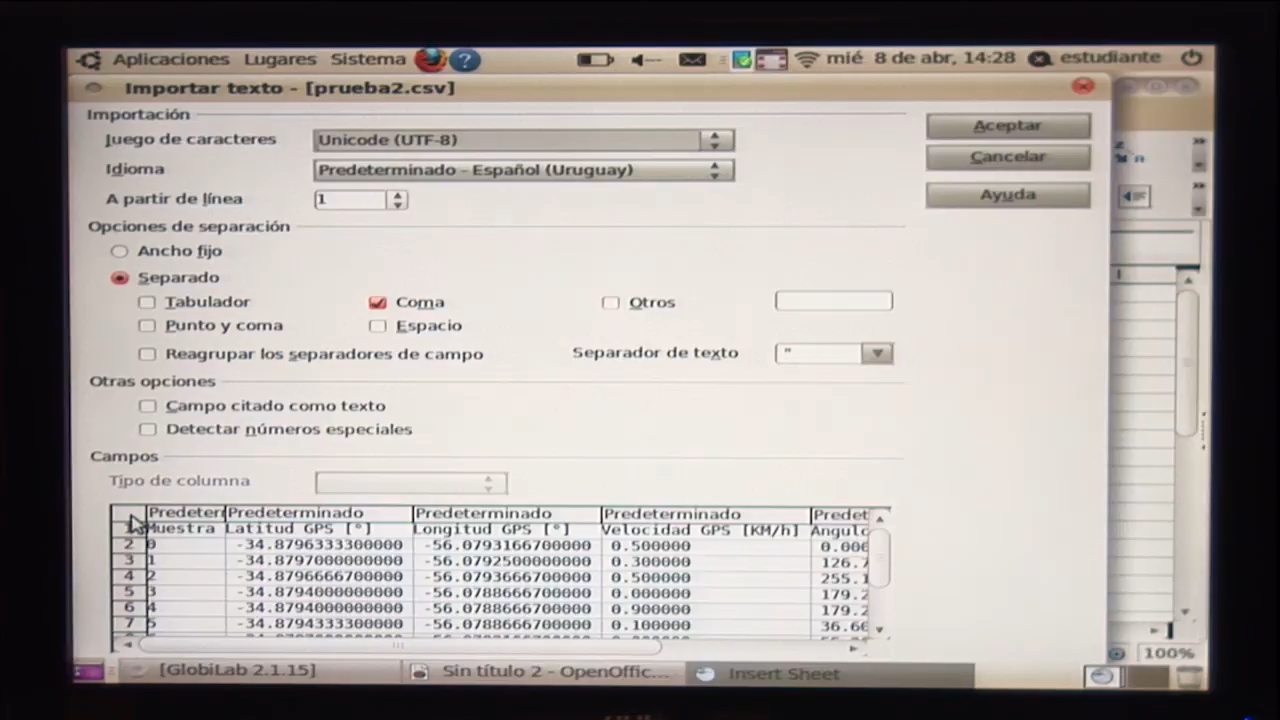 Aplicaciones Lugares Sistema mié 8 de abr, 14:28 estudiante
Importar texto - [prueba2.csv]
Importación
Juego de caracteres Unicode (UTF-8)
Idioma Predeterminado - Español (Uruguay)
A partir de línea 1
Aceptar
Cancelar
Ayuda
Opciones de separación
Ancho fijo
Separado
Tabulador Coma Otros
Punto y coma Espacio
Reagrupar los separadores de campo Separador de texto "
Otras opciones
Campo citado como texto
Detectar números especiales
Campos
Tipo de columna
Predeter Predeterminado Predeterminado Predeterminado Predet
1 Muestra Latitud GPS [°] Longitud GPS [°] Velocidad GPS [KM/h] Angulo
2 0 -34.8796333300000 -56.0793166700000 0.500000 0.000
3 1 -34.8797000000000 -56.0792500000000 0.300000 126.7
4 2 -34.8796666700000 -56.0793666700000 0.500000 255.1
5 3 -34.8794000000000 -56.0788666700000 0.000000 179.2
6 4 -34.8794000000000 -56.0788666700000 0.900000 179.2
7 5 -34.8794333300000 -56.0788666700000 0.100000 36.60
100%
[GlobiLab 2.1.15] Sin título 2 - OpenOffic... Insert Sheet